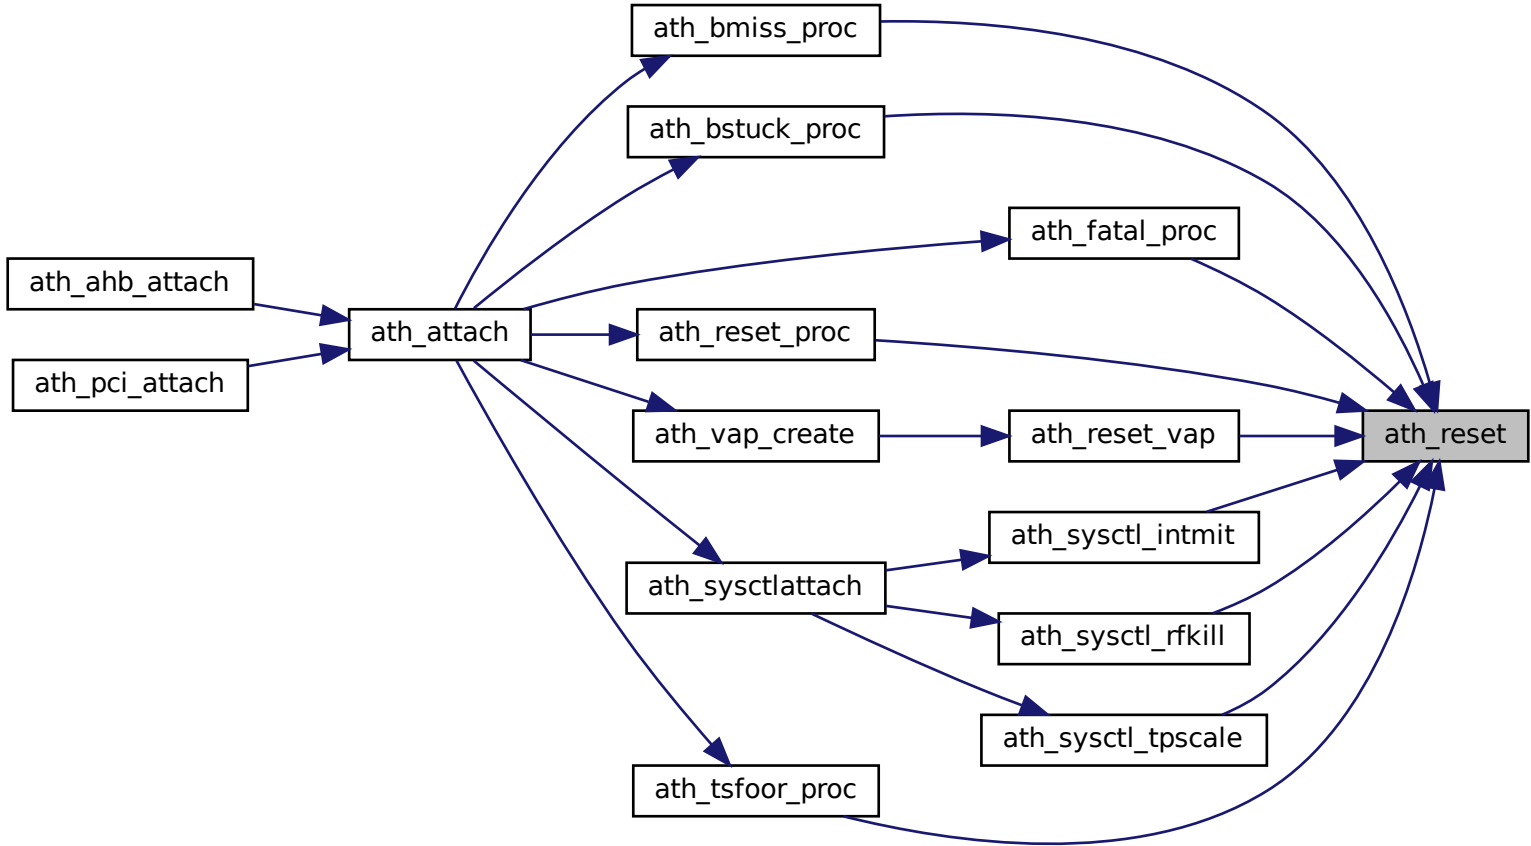 ath_bmiss_proc
ath_bstuck_proc
ath_fatal_proc
ath_ahb_attach
ath_attach
ath_reset_proc
ath_pci_attach
ath_vap_create
ath_reset_vap
ath_reset
ath_sysctl_intmit
ath_sysctlattach
ath_sysctl_rfkill
ath_sysctl_tpscale
ath_tsfoor_proc